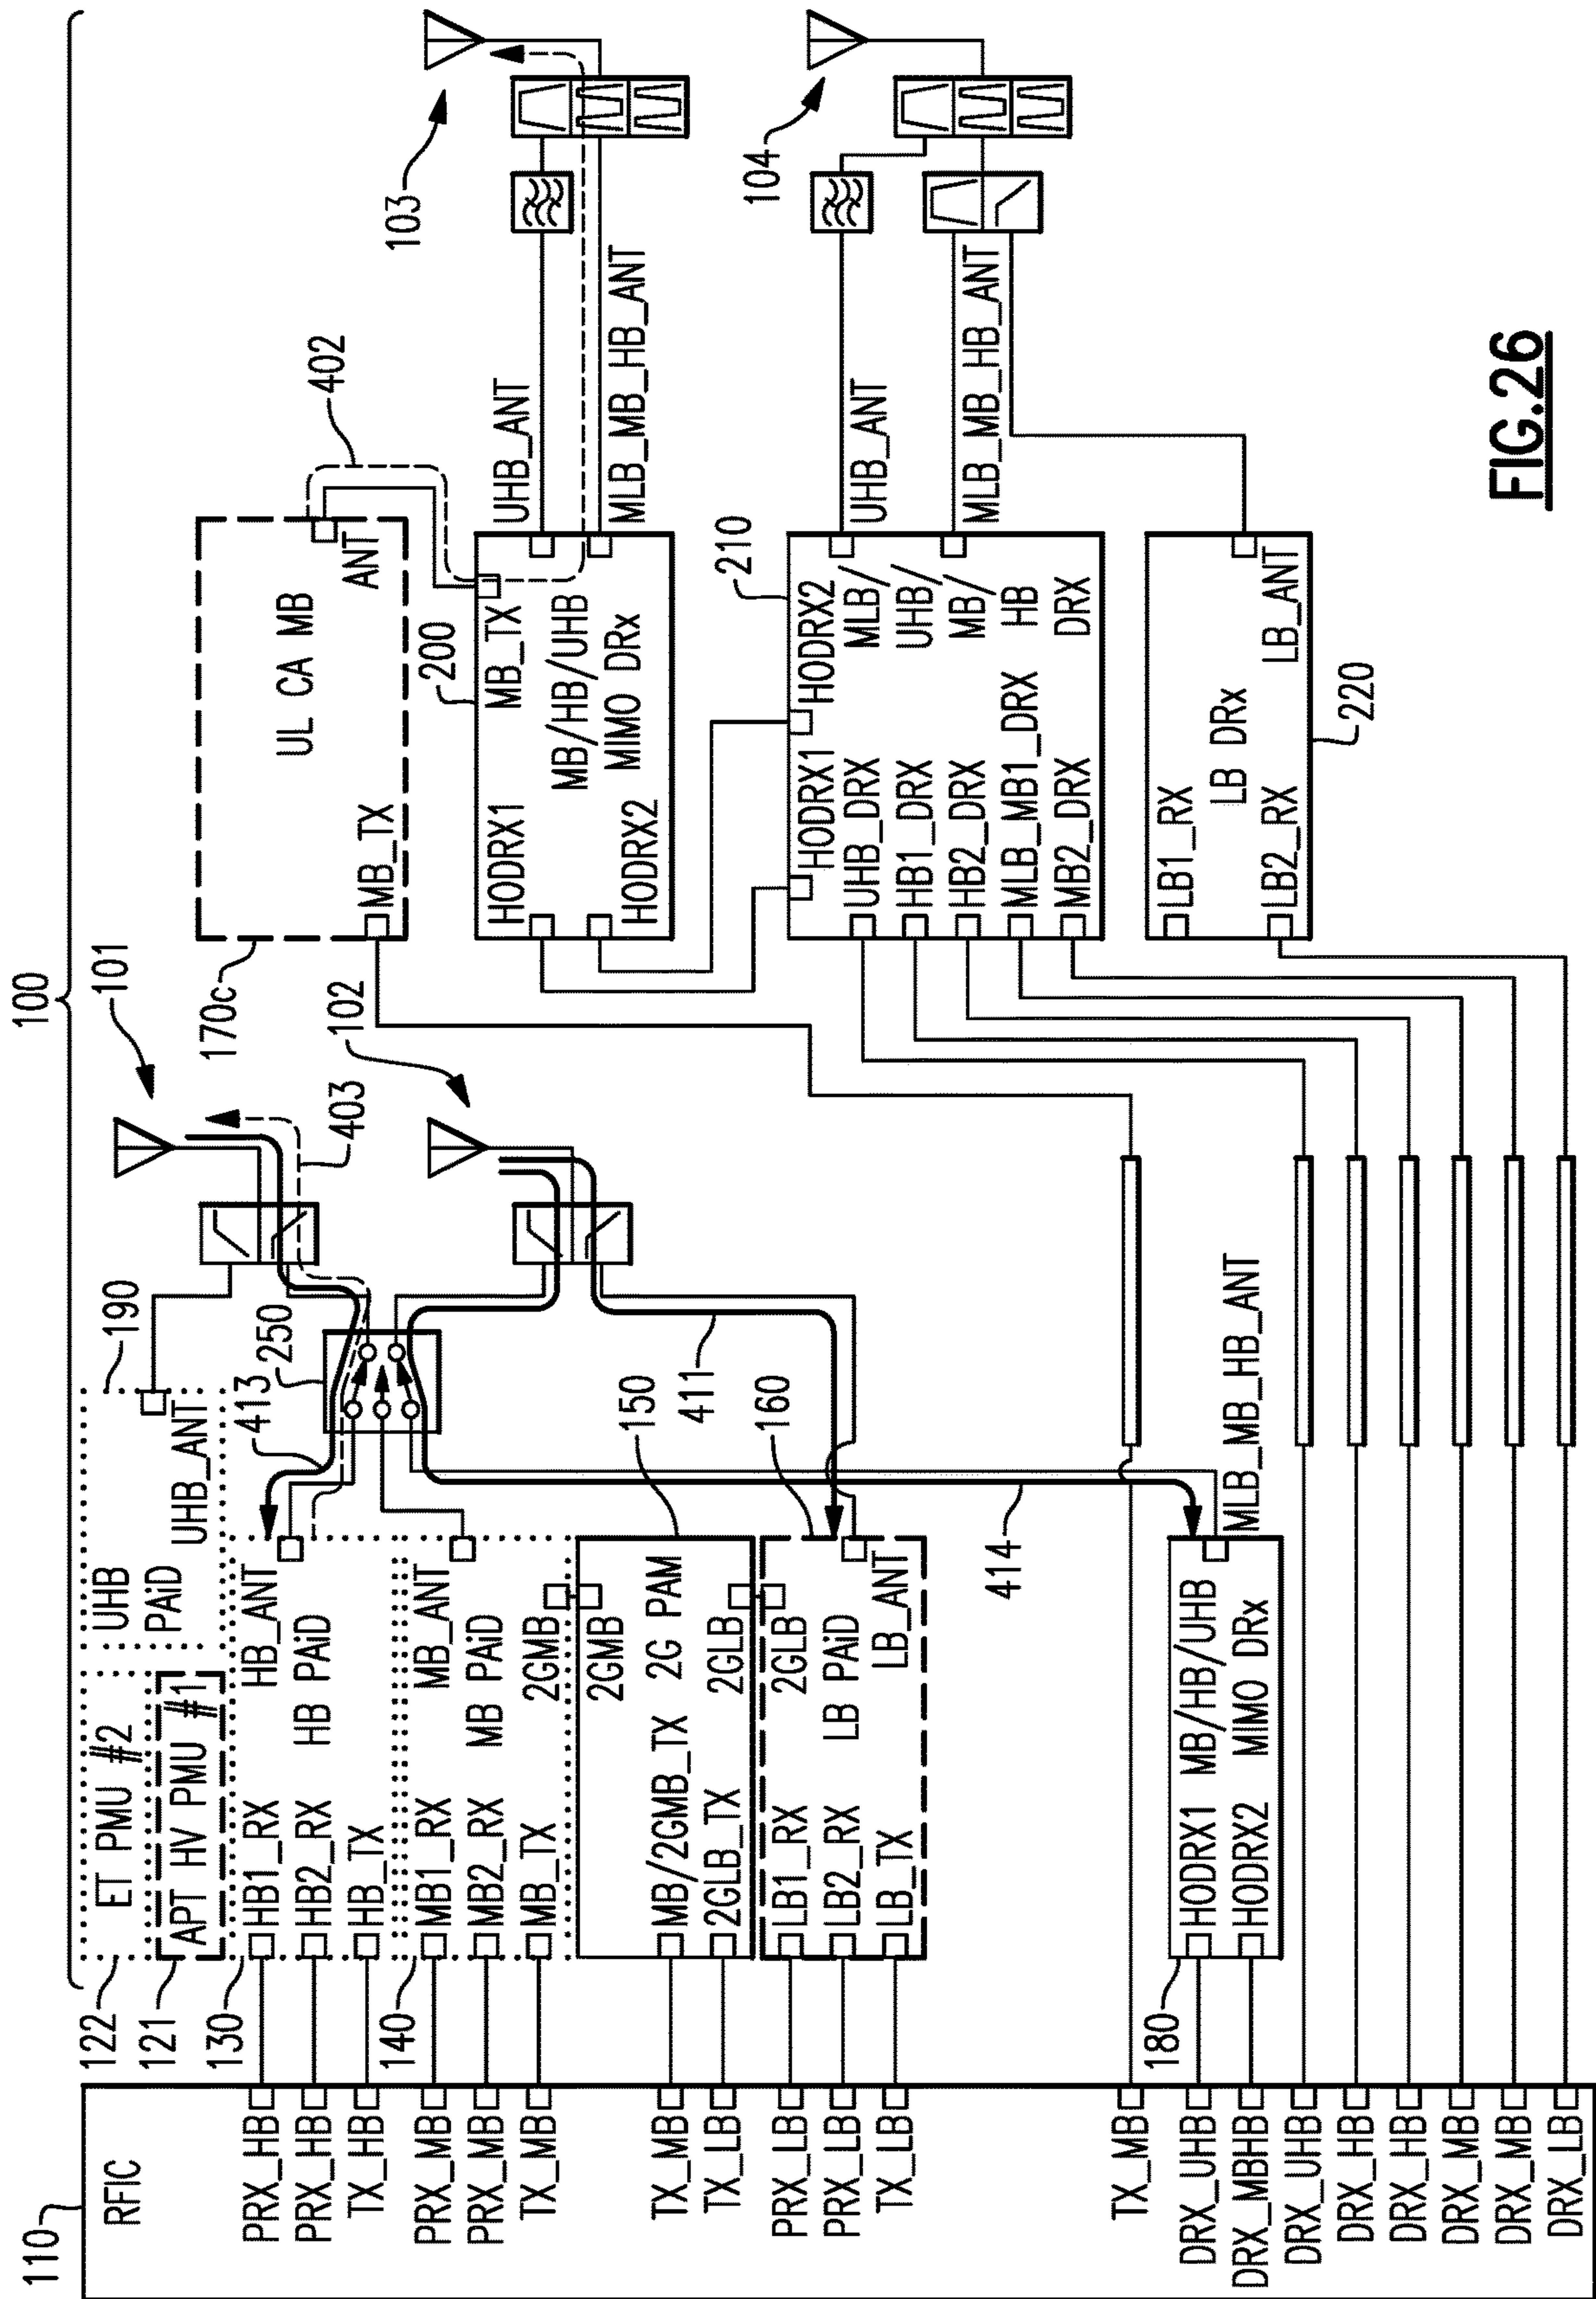 100
110
RFIC
PRX_HB
PRX_HB
TX_HB
PRX_MB
PRX_MB
TX_MB
TX_MB
TX_LB
PRX_LB
PRX_LB
TX_LB
TX_MB
DRX_UHB
DRX_MBHB
DRX_UHB
DRX_HB
DRX_HB
DRX_MB
DRX_MB
DRX_LB
122
ET PMU #2
121
APT HV PMU #1
190
UHB
PAiD
UHB_ANT
130
HB1_RX
HB_ANT
HB2_RX
HB PAiD
HB_TX
140
MB1_RX
MB_ANT
MB2_RX
MB PAiD
MB_TX
2GMB
150
2GMB
MB/2GMB_TX
2G PAM
2GLB_TX
2GLB
160
LB1_RX
2GLB
LB2_RX
LB PAiD
LB_TX
LB_ANT
180
HODRX1
MB/HB/UHB
HODRX2
MIMO DRx
MLB_MB_HB_ANT
413
250
403
101
102
411
414
170c
UL CA MB
MB_TX
ANT
402
200
HODRX1
MB_TX
MB/HB/UHB
HODRX2
MIMO DRx
UHB_ANT
MLB_MB_HB_ANT
103
210
HODRX1
HODRX2
UHB_DRX
MLB/
HB1_DRX
UHB/
HB2_DRX
MB/
MLB_MB1_DRX
HB
MB2_DRX
DRX
UHB_ANT
MLB_MB_HB_ANT
104
LB1_RX
LB DRx
LB2_RX
LB_ANT
220
FIG.26